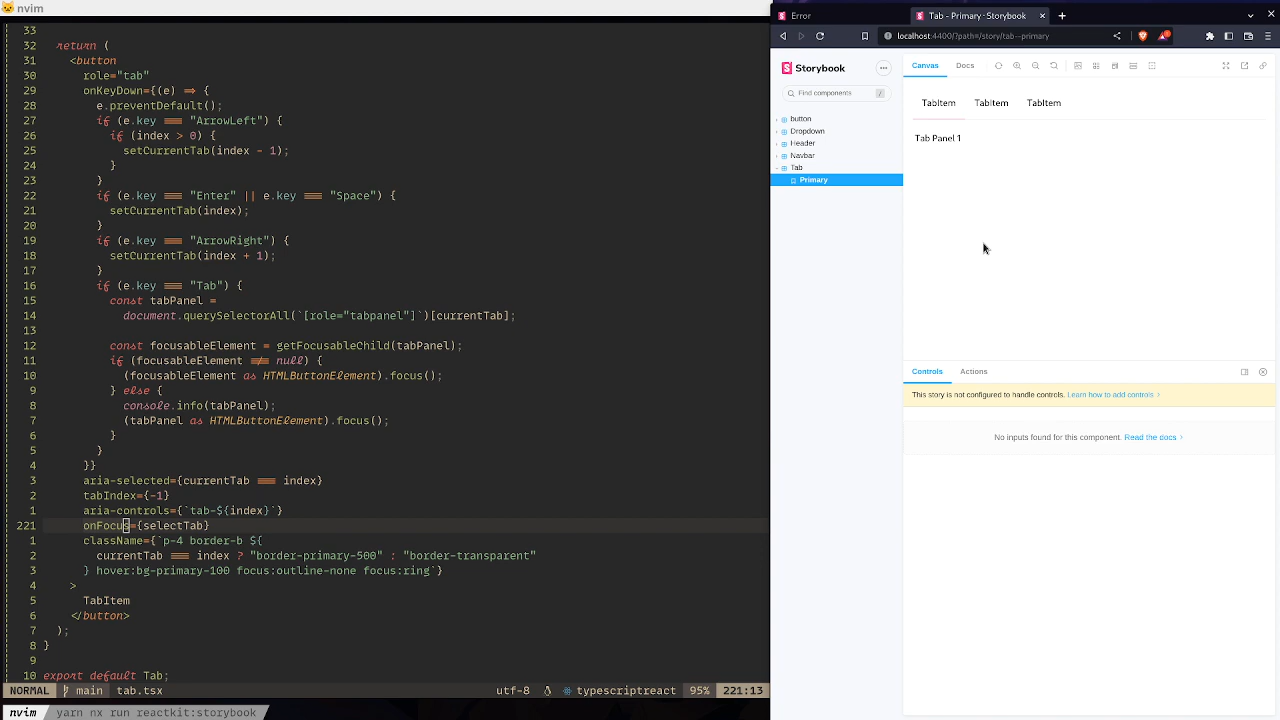 nvim
33
32 return (
31 <button
30 role="tab"
29 onKeyDown={(e) => {
28 e.preventDefault();
27 if (e.key === "ArrowLeft") {
26 if (index > 0) {
25 setCurrentTab(index - 1);
24 }
23 }
22 if (e.key === "Enter" || e.key === "Space") {
21 setCurrentTab(index);
20 }
19 if (e.key === "ArrowRight") {
18 setCurrentTab(index + 1);
17 }
16 if (e.key === "Tab") {
15 const tabPanel =
14 document.querySelectorAll(`[role="tabpanel"]`)[currentTab];
13
12 const focusableElement = getFocusableChild(tabPanel);
11 if (focusableElement !== null) {
10 (focusableElement as HTMLButtonElement).focus();
9 } else {
8 console.info(tabPanel);
7 (tabPanel as HTMLButtonElement).focus();
6 }
5 }
4 }}
3 aria-selected={currentTab === index}
2 tabIndex={-1}
1 aria-controls={`tab-${index}`}
221 onFocus={selectTab}
1 className={`p-4 border-b ${
2 currentTab === index ? "border-primary-500" : "border-transparent"
3 } hover:bg-primary-100 focus:outline-none focus:ring`}
4 >
5 TabItem
6 </button>
7 );
8 }
9
10 export default Tab;
NORMAL main tab.tsx utf-8 typescriptreact 95% 221:13
nvim yarn nx run reactkit:storybook
Error
Tab - Primary · Storybook
localhost:4400/?path=/story/tab--primary
Storybook
Find components /
button
Dropdown
Header
Navbar
Tab
Primary
Canvas Docs
TabItem TabItem TabItem
Tab Panel 1
Controls Actions
This story is not configured to handle controls. Learn how to add controls
No inputs found for this component. Read the docs